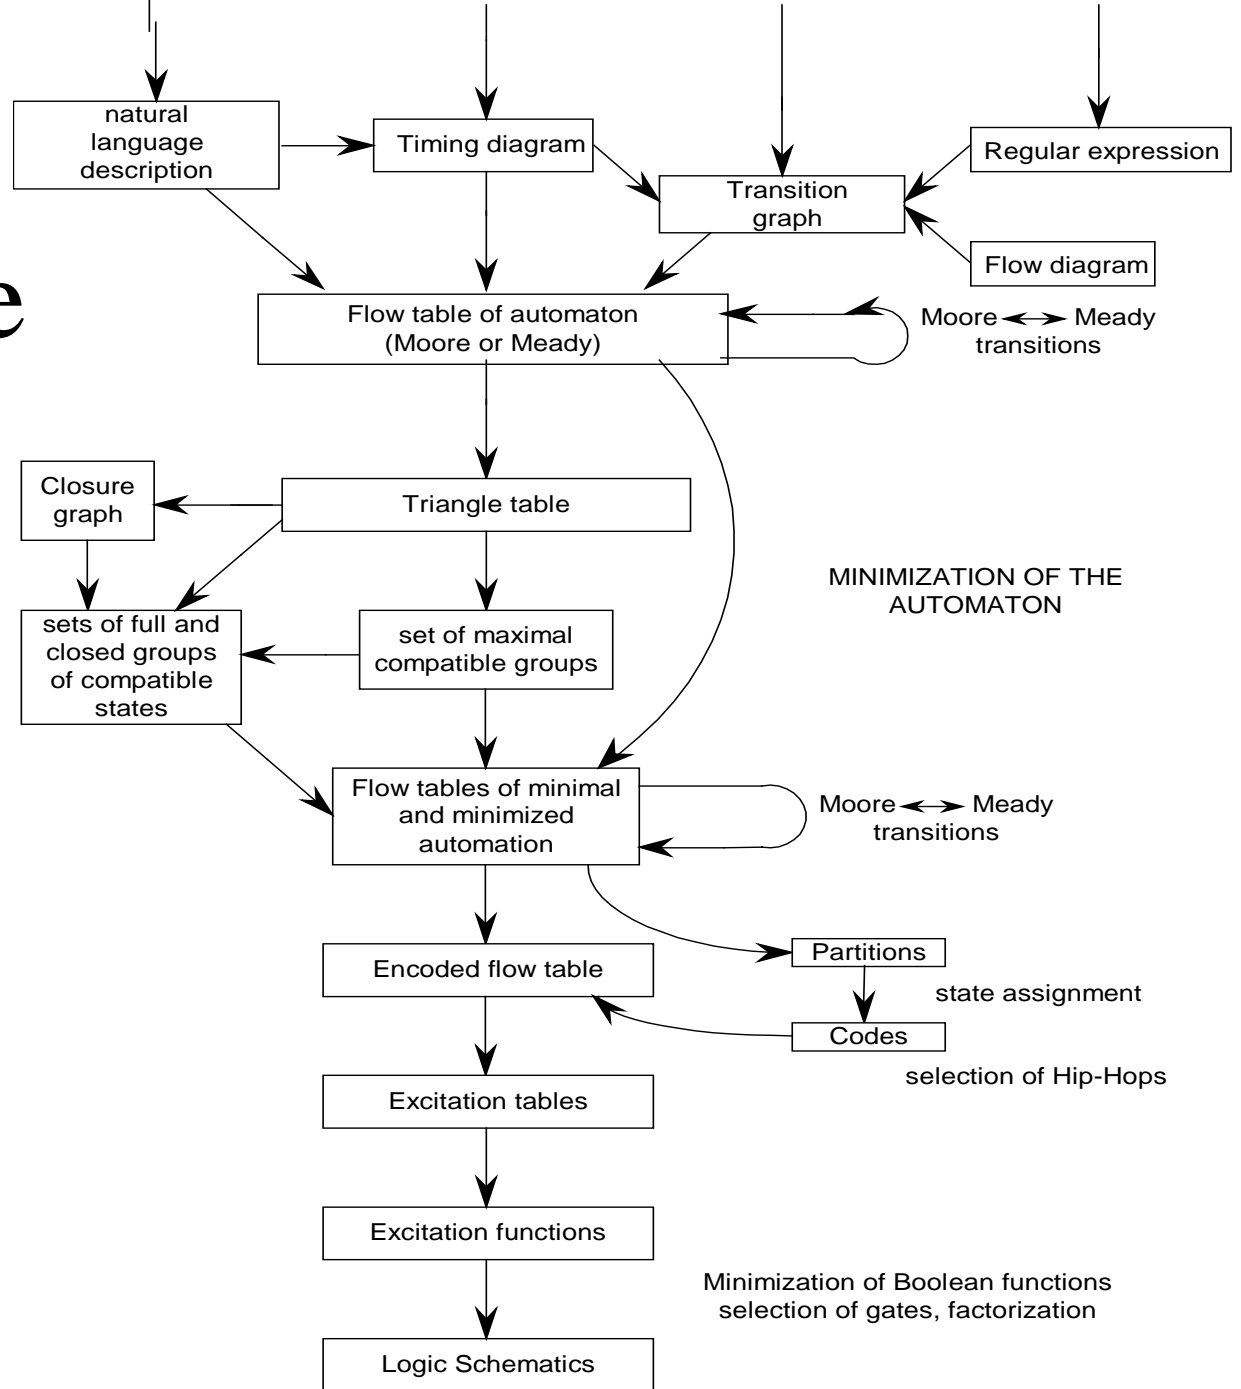 natural
language
description
Timing diagram
Regular expression
Transition
graph
Flow diagram
e
Flow table of automaton
(Moore or Meady)
Moore Meady
transitions
Closure
graph
Triangle table
MINIMIZATION OF THE
AUTOMATON
sets of full and
closed groups
of compatible
states
set of maximal
compatible groups
Flow tables of minimal
and minimized
automation
Moore Meady
transitions
Partitions
Encoded flow table
state assignment
Codes
selection of Hip-Hops
Excitation tables
Excitation functions
Minimization of Boolean functions
selection of gates, factorization
Logic Schematics